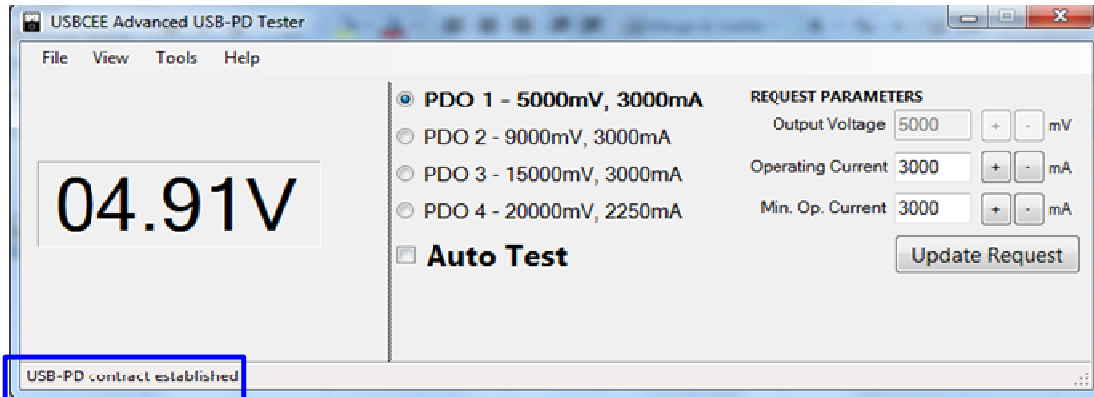 USBCEE Advanced USB-PD Tester
File View Tools Help
04.91V
PDO 1 - 5000mV, 3000mA
PDO 2 - 9000mV, 3000mA
PDO 3 - 15000mV, 3000mA
PDO 4 - 20000mV, 2250mA
Auto Test
REQUEST PARAMETERS
Output Voltage 5000 + - mV
Operating Current 3000 + - mA
Min. Op. Current 3000 + - mA
Update Request
USB-PD contract established